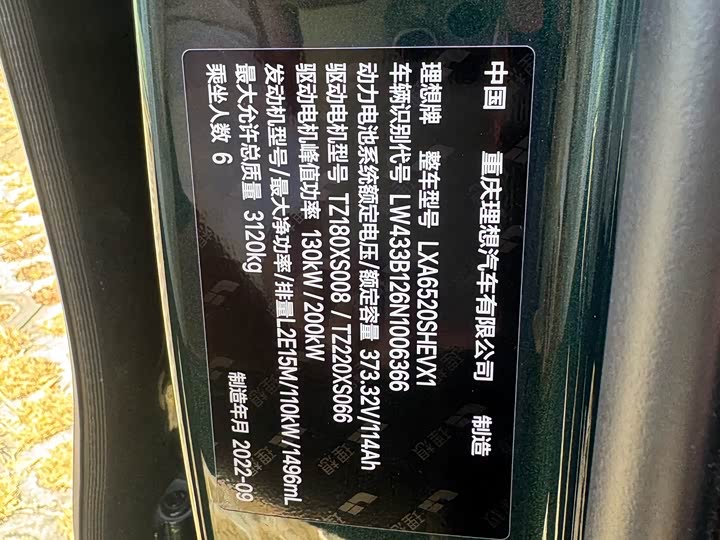 中国 重庆理想汽车有限公司 制造
理想牌 整车型号 LXA6520SHEVX1
车辆识别代号 LW433B126N1006366
动力电池系统额定电压/额定容量 373.32V/114Ah
驱动电机型号 TZ180XS008 / TZ220XS066
驱动电机峰值功率 130kW/200kW
发动机型号/最大净功率/排量L2E15M/110kW/1496mL
最大允许总质量 3120kg
乘坐人数 6 制造年月 2022-09